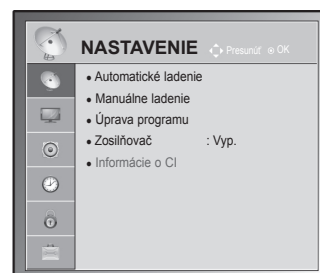 NASTAVENIE Presunúť OK
• Automatické ladenie
• Manuálne ladenie
• Úprava programu
• Zosilňovač : Vyp.
• Informácie o CI